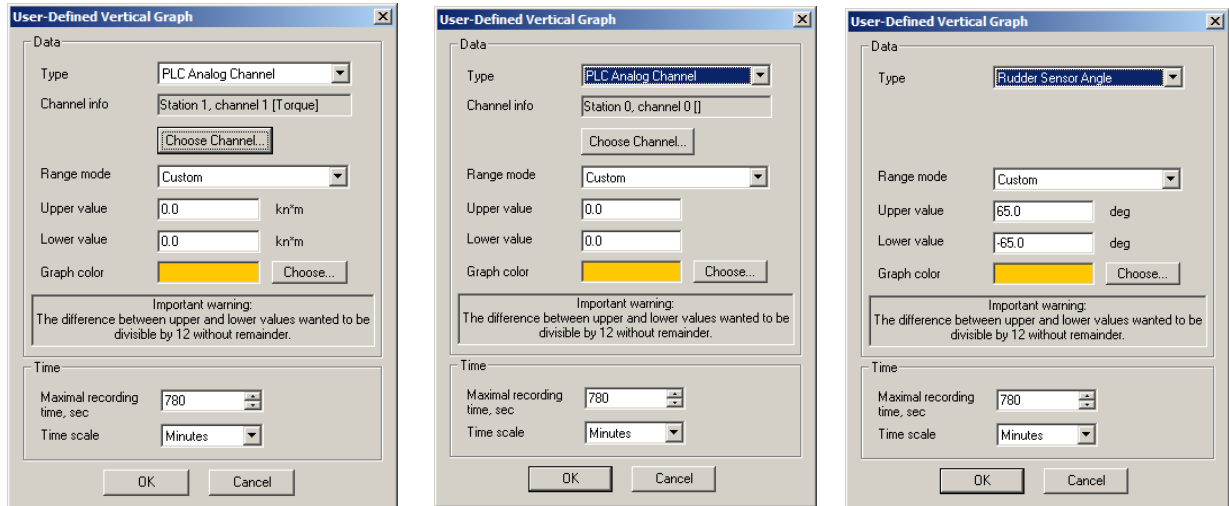 User-Defined Vertical Graph
Data
Type PLC Analog Channel
Channel info Station 1, channel 1 [Torque]
Choose Channel...
Range mode Custom
Upper value 0.0 kn*m
Lower value 0.0 kn*m
Graph color Choose...
Important warning:
The difference between upper and lower values wanted to be
divisible by 12 without remainder.
Time
Maximal recording
time, sec 780
Time scale Minutes
OK Cancel
User-Defined Vertical Graph
Data
Type PLC Analog Channel
Channel info Station 0, channel 0 []
Choose Channel...
Range mode Custom
Upper value 0.0
Lower value 0.0
Graph color Choose...
Important warning:
The difference between upper and lower values wanted to be
divisible by 12 without remainder.
Time
Maximal recording
time, sec 780
Time scale Minutes
OK Cancel
User-Defined Vertical Graph
Data
Type Rudder Sensor Angle
Range mode Custom
Upper value 65.0 deg
Lower value -65.0 deg
Graph color Choose...
Important warning:
The difference between upper and lower values wanted to be
divisible by 12 without remainder.
Time
Maximal recording
time, sec 780
Time scale Minutes
OK Cancel